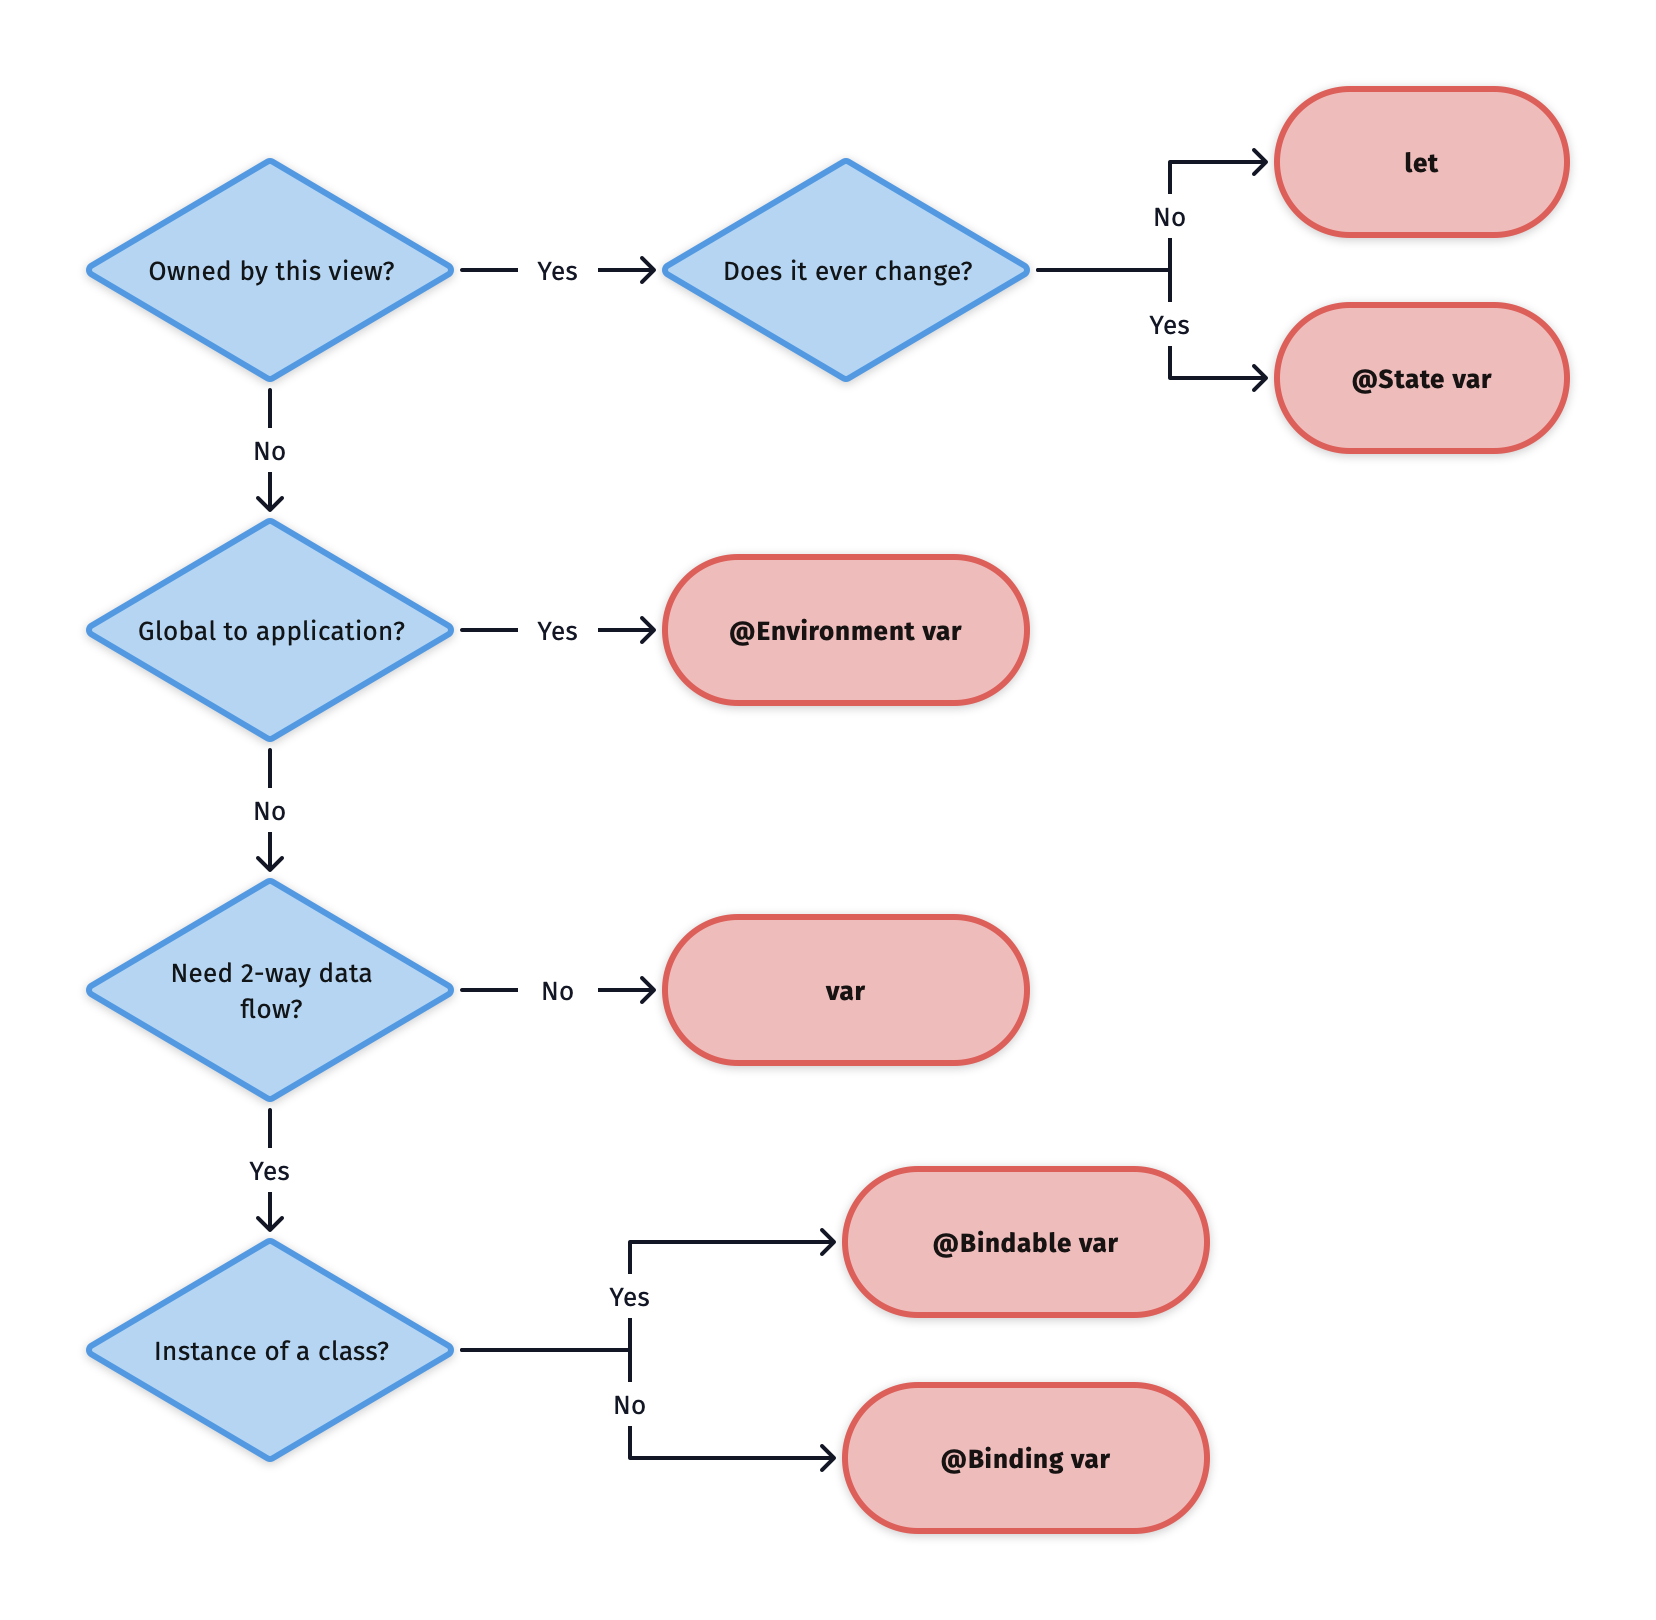 Owned by this view?
Yes
Does it ever change?
No
let
Yes
@State var
No
Global to application?
Yes
@Environment var
No
Need 2-way data
flow?
No
var
Yes
Instance of a class?
Yes
@Bindable var
No
@Binding var